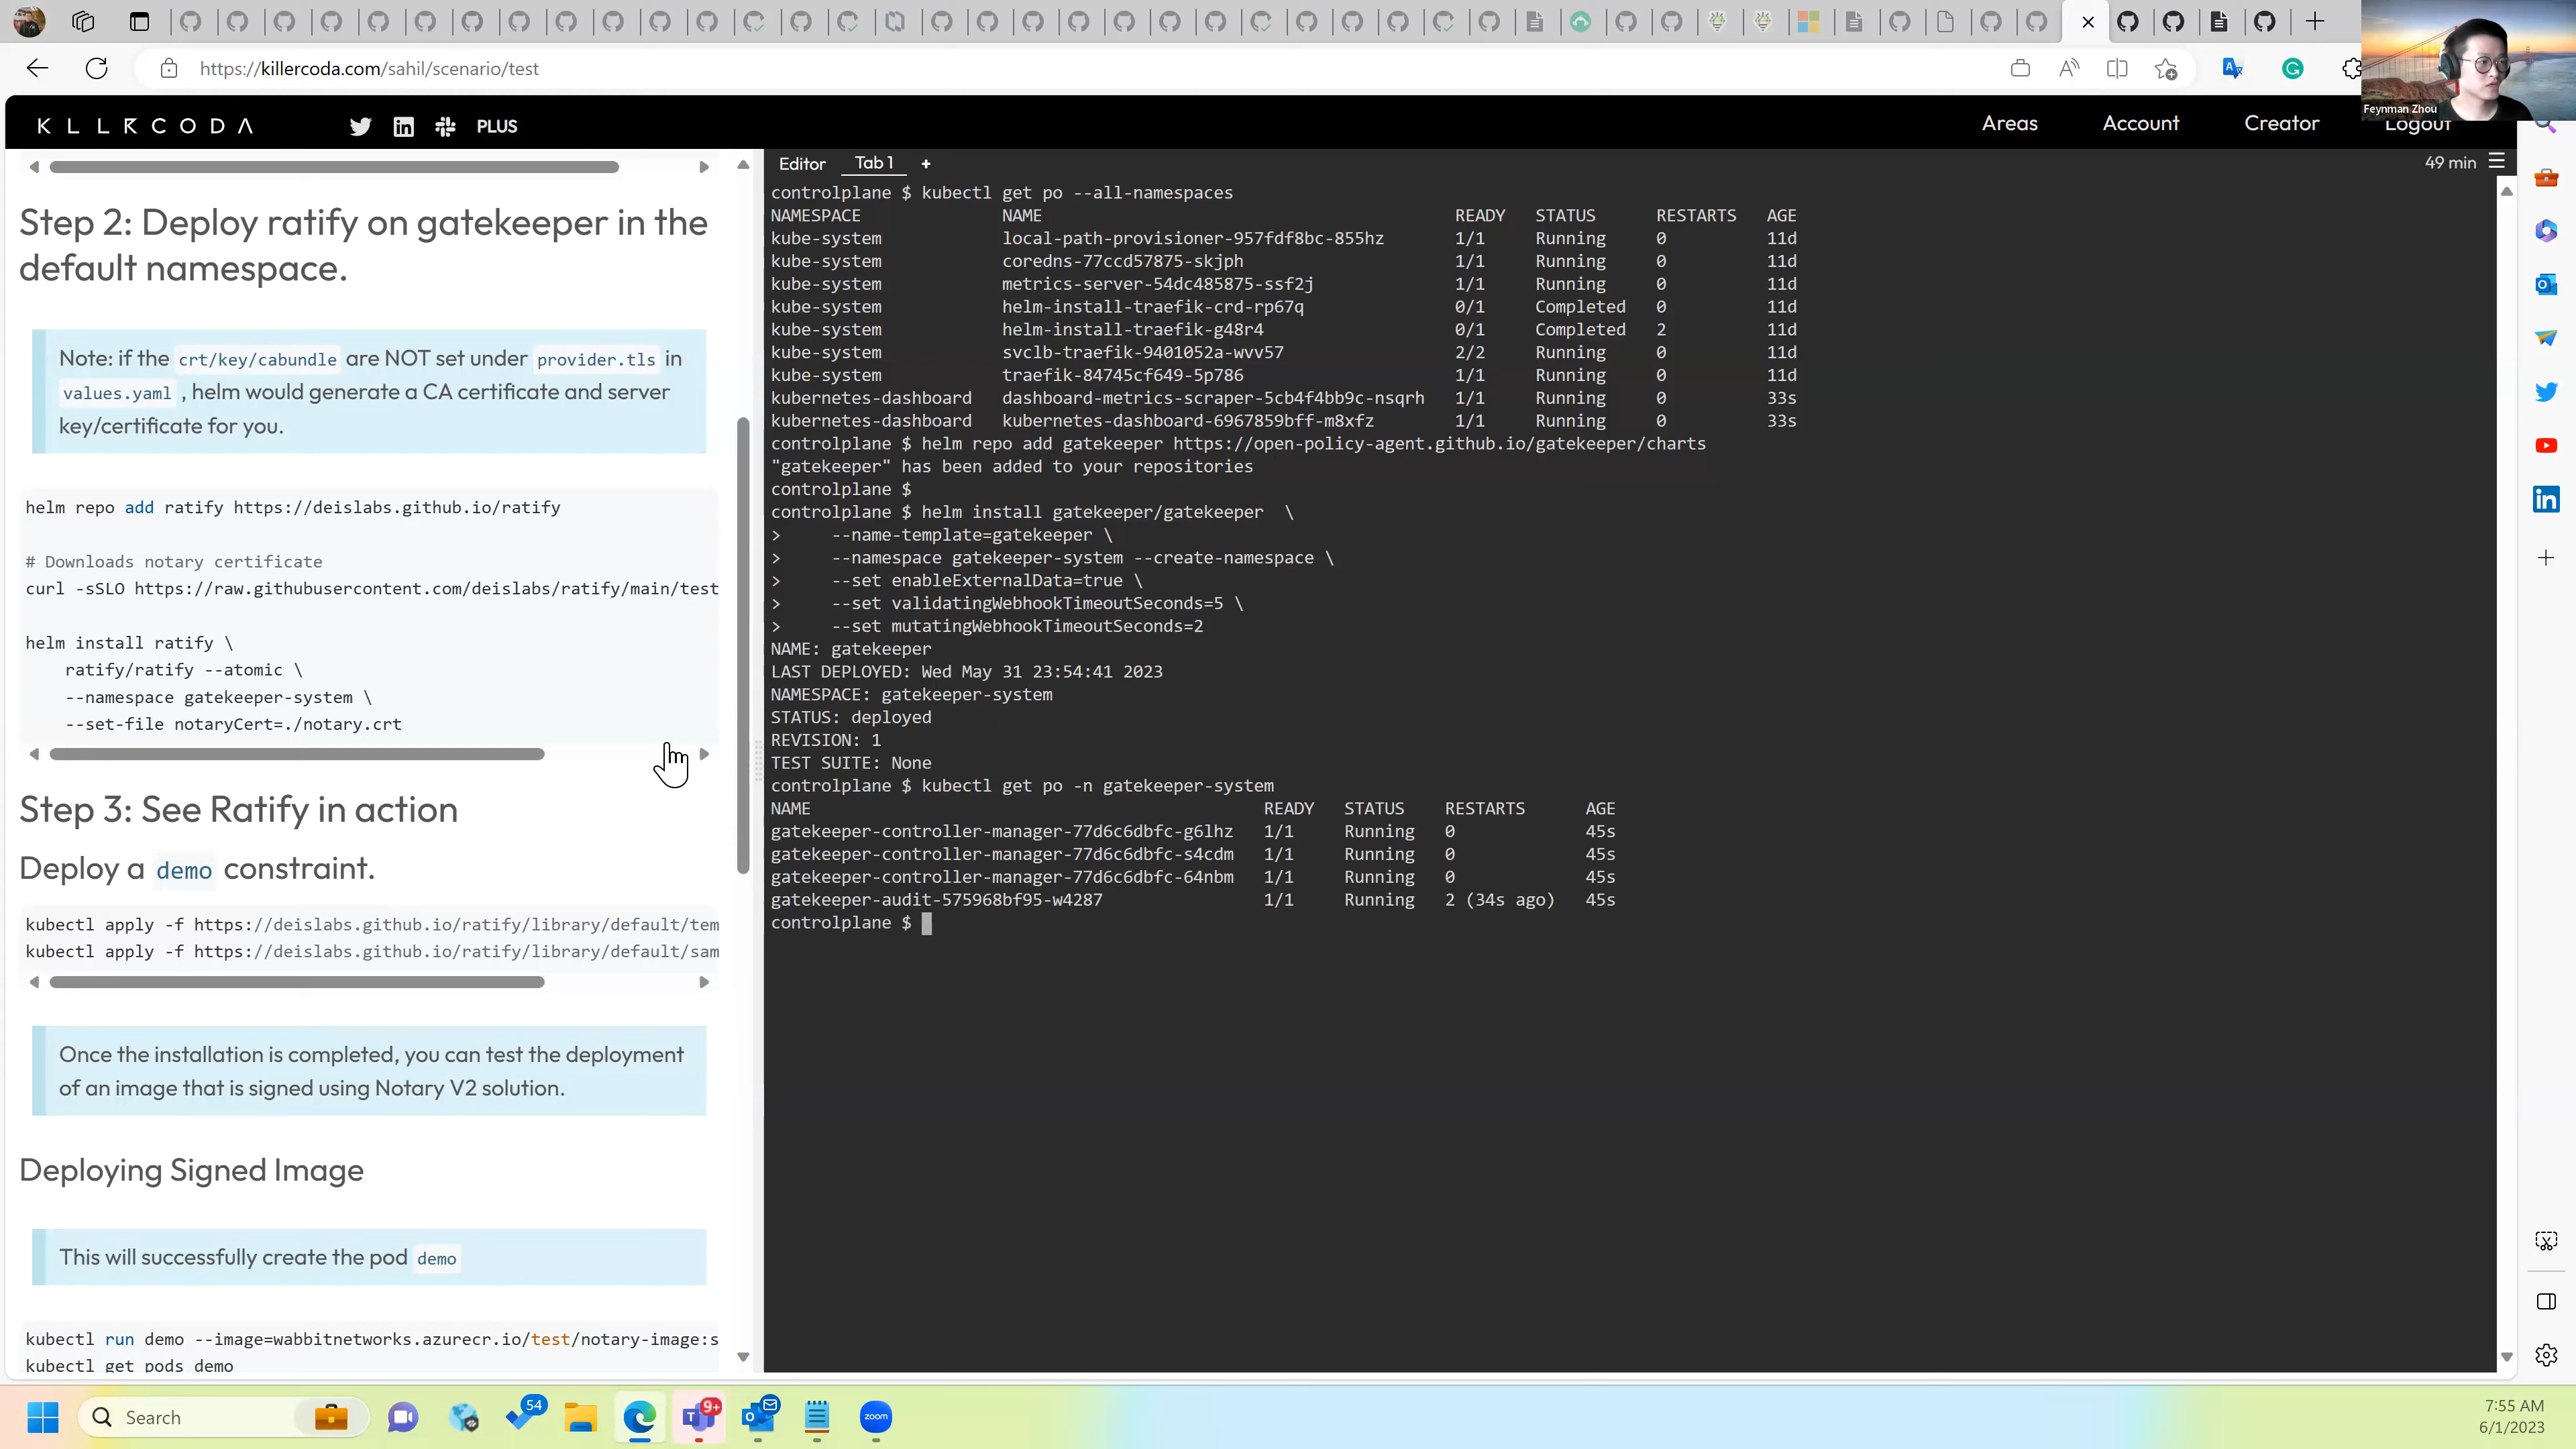 https://killercoda.com/sahil/scenario/test
Feynman Zhou
KLLRCODA
PLUS
Areas
Account
Creator
Logout
Step 2: Deploy ratify on gatekeeper in the
default namespace.
Note: if the crt/key/cabundle are NOT set under provider.tls in
values.yaml , helm would generate a CA certificate and server
key/certificate for you.
helm repo add ratify https://deislabs.github.io/ratify
# Downloads notary certificate
curl -sSLO https://raw.githubusercontent.com/deislabs/ratify/main/test
helm install ratify \
ratify/ratify --atomic \
--namespace gatekeeper-system \
--set-file notaryCert=./notary.crt
Step 3: See Ratify in action
Deploy a demo constraint.
kubectl apply -f https://deislabs.github.io/ratify/library/default/tem
kubectl apply -f https://deislabs.github.io/ratify/library/default/sam
Once the installation is completed, you can test the deployment
of an image that is signed using Notary V2 solution.
Deploying Signed Image
This will successfully create the pod demo
kubectl run demo --image=wabbitnetworks.azurecr.io/test/notary-image:s
kubectl get pods demo
Editor Tab 1 +
49 min
controlplane $ kubectl get po --all-namespaces
NAMESPACE NAME READY STATUS RESTARTS AGE
kube-system local-path-provisioner-957fdf8bc-855hz 1/1 Running 0 11d
kube-system coredns-77ccd57875-skjph 1/1 Running 0 11d
kube-system metrics-server-54dc485875-ssf2j 1/1 Running 0 11d
kube-system helm-install-traefik-crd-rp67q 0/1 Completed 0 11d
kube-system helm-install-traefik-g48r4 0/1 Completed 2 11d
kube-system svclb-traefik-9401052a-wvv57 2/2 Running 0 11d
kube-system traefik-84745cf649-5p786 1/1 Running 0 11d
kubernetes-dashboard dashboard-metrics-scraper-5cb4f4bb9c-nsqrh 1/1 Running 0 33s
kubernetes-dashboard kubernetes-dashboard-6967859bff-m8xfz 1/1 Running 0 33s
controlplane $ helm repo add gatekeeper https://open-policy-agent.github.io/gatekeeper/charts
"gatekeeper" has been added to your repositories
controlplane $
controlplane $ helm install gatekeeper/gatekeeper \
> --name-template=gatekeeper \
> --namespace gatekeeper-system --create-namespace \
> --set enableExternalData=true \
> --set validatingWebhookTimeoutSeconds=5 \
> --set mutatingWebhookTimeoutSeconds=2
NAME: gatekeeper
LAST DEPLOYED: Wed May 31 23:54:41 2023
NAMESPACE: gatekeeper-system
STATUS: deployed
REVISION: 1
TEST SUITE: None
controlplane $ kubectl get po -n gatekeeper-system
NAME READY STATUS RESTARTS AGE
gatekeeper-controller-manager-77d6c6dbfc-g6lhz 1/1 Running 0 45s
gatekeeper-controller-manager-77d6c6dbfc-s4cdm 1/1 Running 0 45s
gatekeeper-controller-manager-77d6c6dbfc-64nbm 1/1 Running 0 45s
gatekeeper-audit-575968bf95-w4287 1/1 Running 2 (34s ago) 45s
controlplane $
Search
54
9+
zoom
7:55 AM
6/1/2023